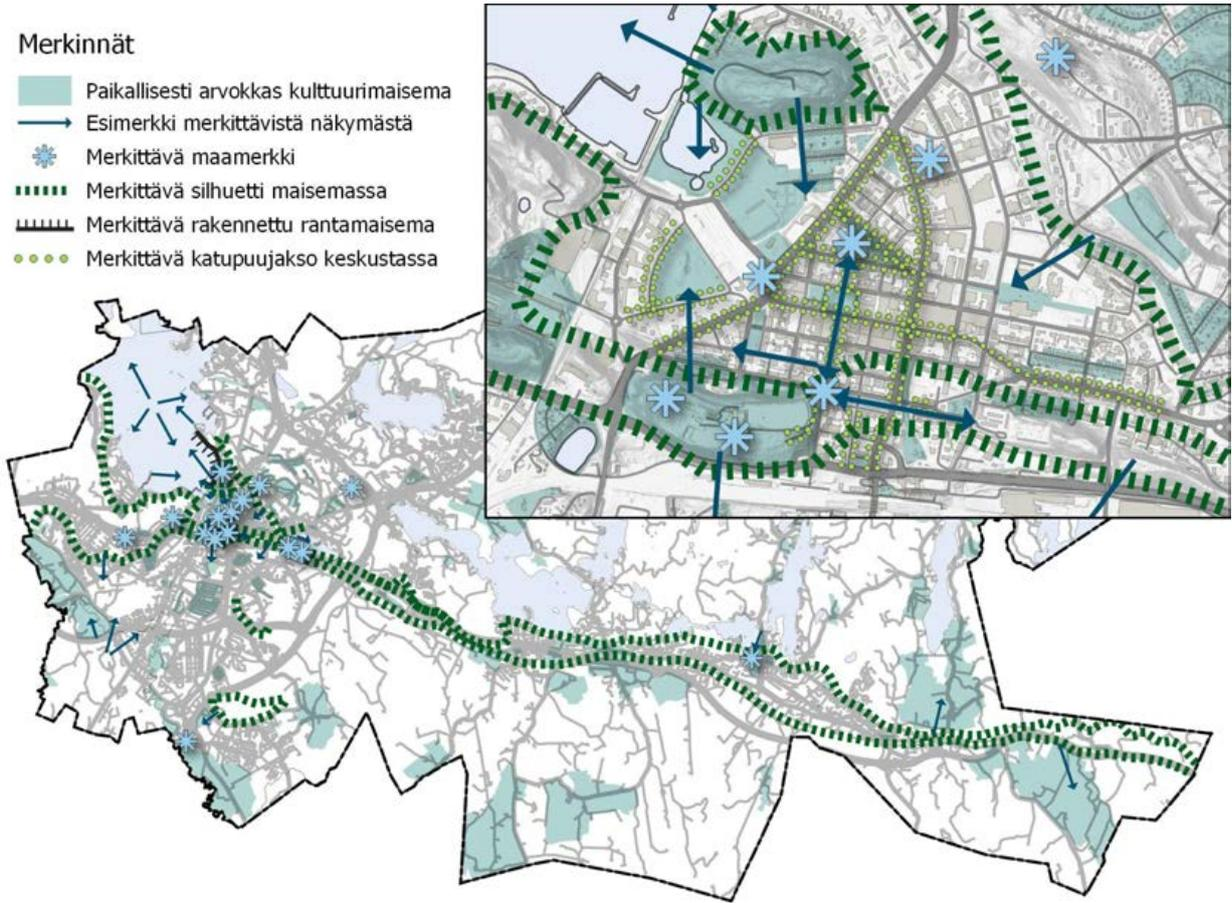 Merkinnät
Paikallisesti arvokas kulttuurimaisema
Esimerkki merkittävistä näkymästä
Merkittävä maamerkki
Merkittävä silhuetti maisemassa
Merkittävä rakennettu rantamaisema
Merkittävä katupuujakso keskustassa